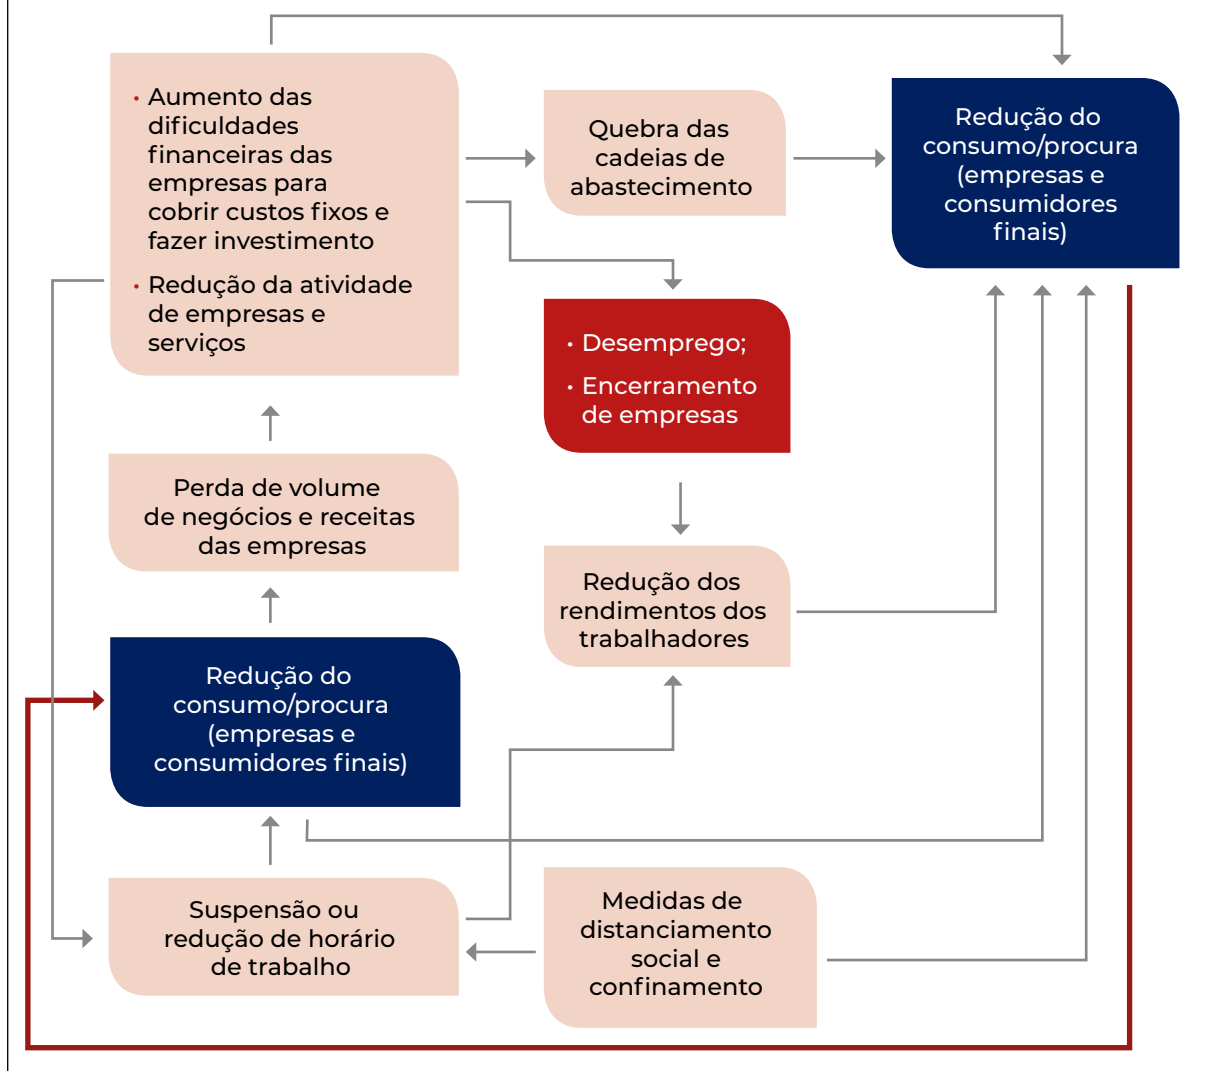 • Aumento das
dificuldades
financeiras das
empresas para
cobrir custos fixos e
fazer investimento
• Redução da atividade
de empresas e
serviços
Quebra das
cadeias de
abastecimento
Redução do
consumo/procura
(empresas e
consumidores
finais)
• Desemprego;
• Encerramento
de empresas
Perda de volume
de negócios e receitas
das empresas
Redução dos
rendimentos dos
trabalhadores
Redução do
consumo/procura
(empresas e
consumidores finais)
Suspensão ou
redução de horário
de trabalho
Medidas de
distanciamento
social e
confinamento